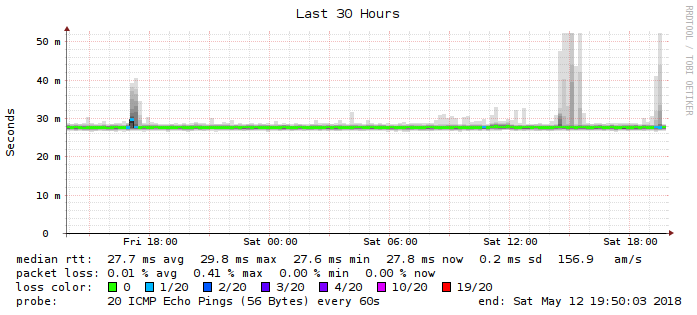 Last 30 Hours
RRDTOOL / TOBI OETIKER
Seconds
50 m
40 m
30 m
20 m
10 m
0
Fri 18:00 Sat 00:00 Sat 06:00 Sat 12:00 Sat 18:00
median rtt: 27.7 ms avg 29.8 ms max 27.6 ms min 27.8 ms now 0.2 ms sd 156.9 am/s
packet loss: 0.01 % avg 0.41 % max 0.00 % min 0.00 % now
loss color: 0 1/20 2/20 3/20 4/20 10/20 19/20
probe: 20 ICMP Echo Pings (56 Bytes) every 60s end: Sat May 12 19:50:03 2018